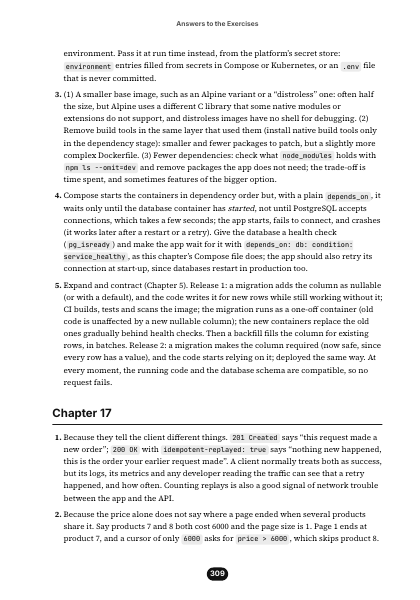 Answers to the Exercises
environment. Pass it at run time instead, from the platform's secret store:
environment entries filled from secrets in Compose or Kubernetes, or an .env file
that is never committed.
3. (1) A smaller base image, such as an Alpine variant or a "distroless" one: often half
the size, but Alpine uses a different C library that some native modules or
extensions do not support, and distroless images have no shell for debugging. (2)
Remove build tools in the same layer that used them (install native build tools only
in the dependency stage): smaller and fewer packages to patch, but a slightly more
complex Dockerfile. (3) Fewer dependencies: check what node_modules holds with
npm ls --omit=dev and remove packages the app does not need; the trade-off is
time spent, and sometimes features of the bigger option.
4. Compose starts the containers in dependency order but, with a plain depends_on, it
waits only until the database container has started, not until PostgreSQL accepts
connections, which takes a few seconds; the app starts, fails to connect, and crashes
(it works later after a restart or a retry). Give the database a health check
(pg_isready) and make the app wait for it with depends_on: db: condition:
service_healthy, as this chapter's Compose file does; the app should also retry its
connection at start-up, since databases restart in production too.
5. Expand and contract (Chapter 5). Release 1: a migration adds the column as nullable
(or with a default), and the code writes it for new rows while still working without it;
CI builds, tests and scans the image; the migration runs as a one-off container (old
code is unaffected by a new nullable column); the new containers replace the old
ones gradually behind health checks. Then a backfill fills the column for existing
rows, in batches. Release 2: a migration makes the column required (now safe, since
every row has a value), and the code starts relying on it; deployed the same way. At
every moment, the running code and the database schema are compatible, so no
request fails.
Chapter 17
1. Because they tell the client different things. 201 Created says "this request made a
new order"; 200 OK with idempotent-replayed: true says "nothing new happened,
this is the order your earlier request made". A client normally treats both as success,
but its logs, its metrics and any developer reading the traffic can see that a retry
happened, and how often. Counting replays is also a good signal of network trouble
between the app and the API.
2. Because the price alone does not say where a page ended when several products
share it. Say products 7 and 8 both cost 6000 and the page size is 1. Page 1 ends at
product 7, and a cursor of only 6000 asks for price > 6000, which skips product 8.
309